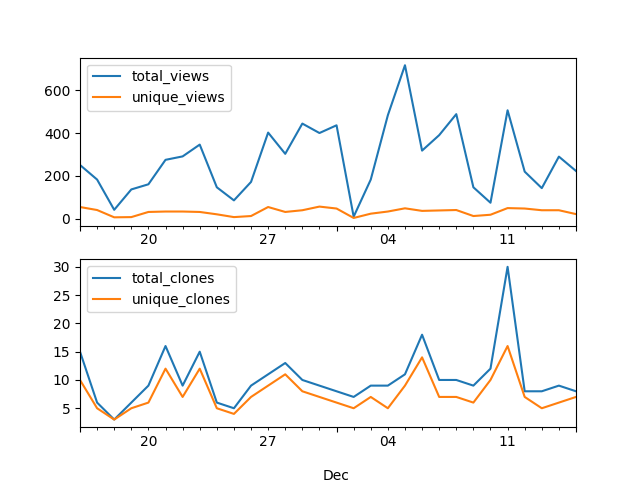 total_views
unique_views
600
400
200
0
20 27 04 11
total_clones
unique_clones
30
25
20
15
10
5
20 27 04 11
Dec